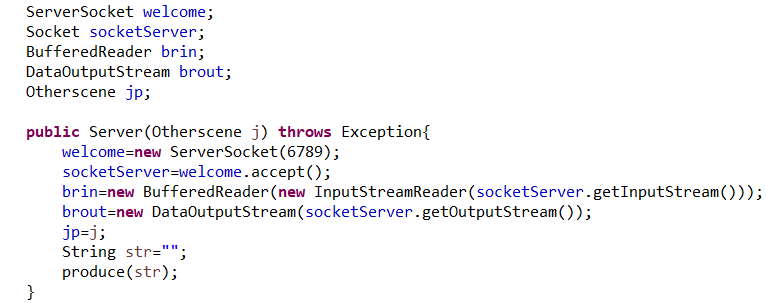 ServerSocket welcome;
Socket socketServer;
BufferedReader brin;
DataOutputStream brout;
Otherscene jp;

public Server(Otherscene j) throws Exception{
    welcome=new ServerSocket(6789);
    socketServer=welcome.accept();
    brin=new BufferedReader(new InputStreamReader(socketServer.getInputStream()));
    brout=new DataOutputStream(socketServer.getOutputStream());
    jp=j;
    String str="";
    produce(str);
}